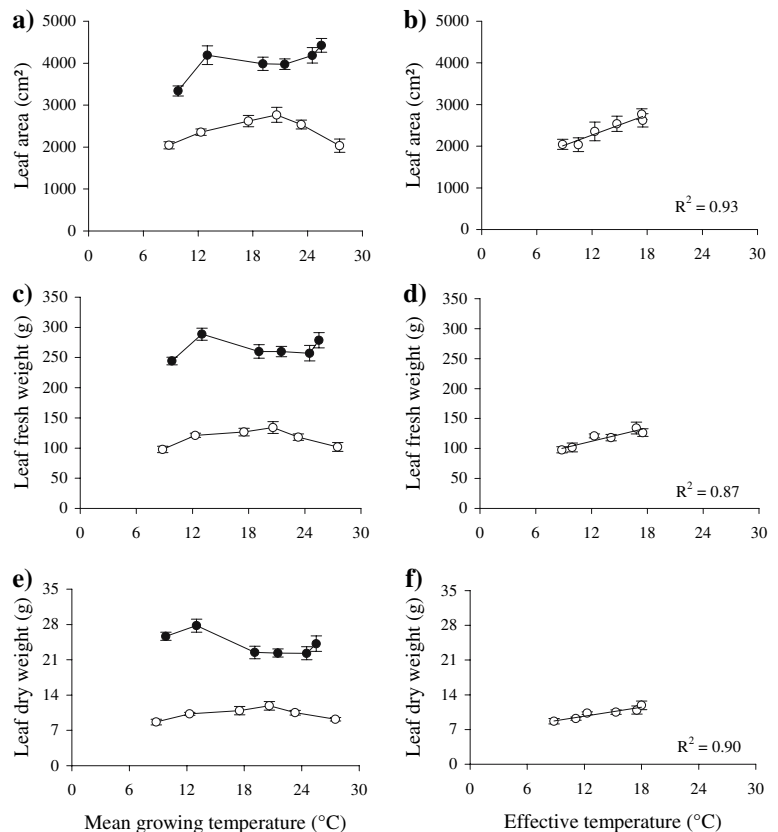 a)
Leaf area (cm²)
5000
4000
3000
2000
1000
0
0 6 12 18 24 30
b)
Leaf area (cm²)
5000
4000
3000
2000
1000
0
0 6 12 18 24 30
R² = 0.93
c)
Leaf fresh weight (g)
350
300
250
200
150
100
50
0
0 6 12 18 24 30
d)
Leaf fresh weight (g)
350
300
250
200
150
100
50
0
0 6 12 18 24 30
R² = 0.87
e)
Leaf dry weight (g)
35
28
21
14
7
0
0 6 12 18 24 30
Mean growing temperature (°C)
f)
Leaf dry weight (g)
35
28
21
14
7
0
0 6 12 18 24 30
R² = 0.90
Effective temperature (°C)